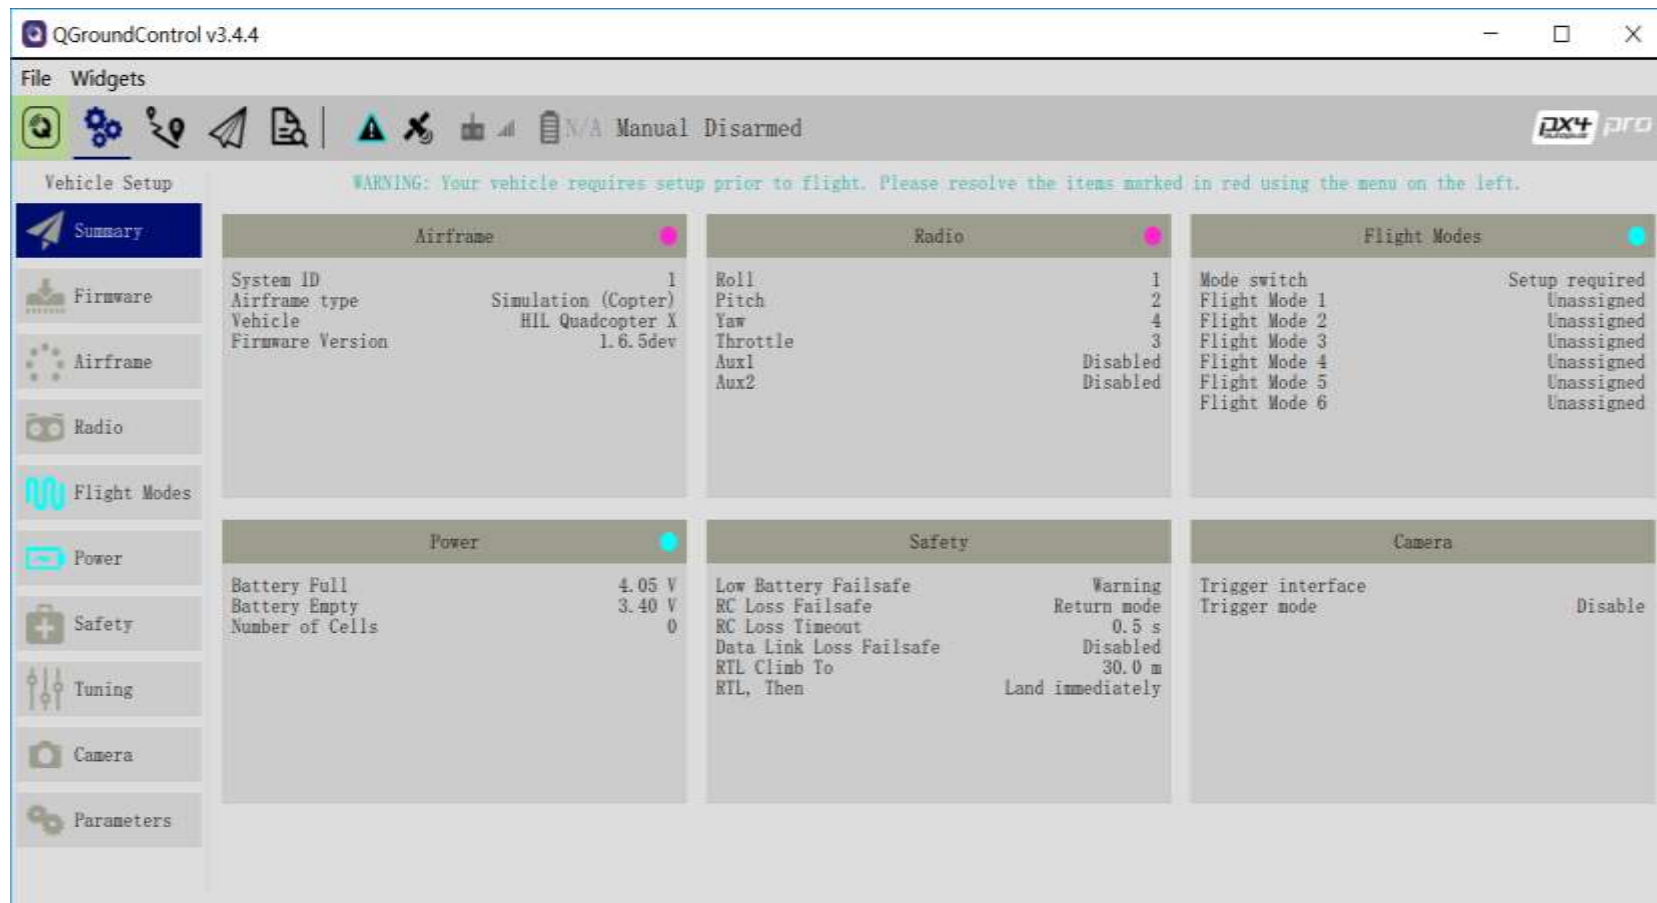 QGroundControl v3.4.4
File Widgets
N/A Manual Disarmed
px4 pro
autopilot
Vehicle Setup
WARNING: Your vehicle requires setup prior to flight. Please resolve the items marked in red using the menu on the left.
Summary
Firmware
Airframe
Radio
Flight Modes
Power
Safety
Tuning
Camera
Parameters
Airframe
System ID 1
Airframe type Simulation (Copter)
Vehicle HIL Quadcopter X
Firmware Version 1.6.5dev
Radio
Roll 1
Pitch 2
Yaw 4
Throttle 3
Aux1 Disabled
Aux2 Disabled
Flight Modes
Mode switch Setup required
Flight Mode 1 Unassigned
Flight Mode 2 Unassigned
Flight Mode 3 Unassigned
Flight Mode 4 Unassigned
Flight Mode 5 Unassigned
Flight Mode 6 Unassigned
Power
Battery Full 4.05 V
Battery Empty 3.40 V
Number of Cells 0
Safety
Low Battery Failsafe Warning
RC Loss Failsafe Return mode
RC Loss Timeout 0.5 s
Data Link Loss Failsafe Disabled
RTL Climb To 30.0 m
RTL, Then Land immediately
Camera
Trigger interface
Trigger mode Disable